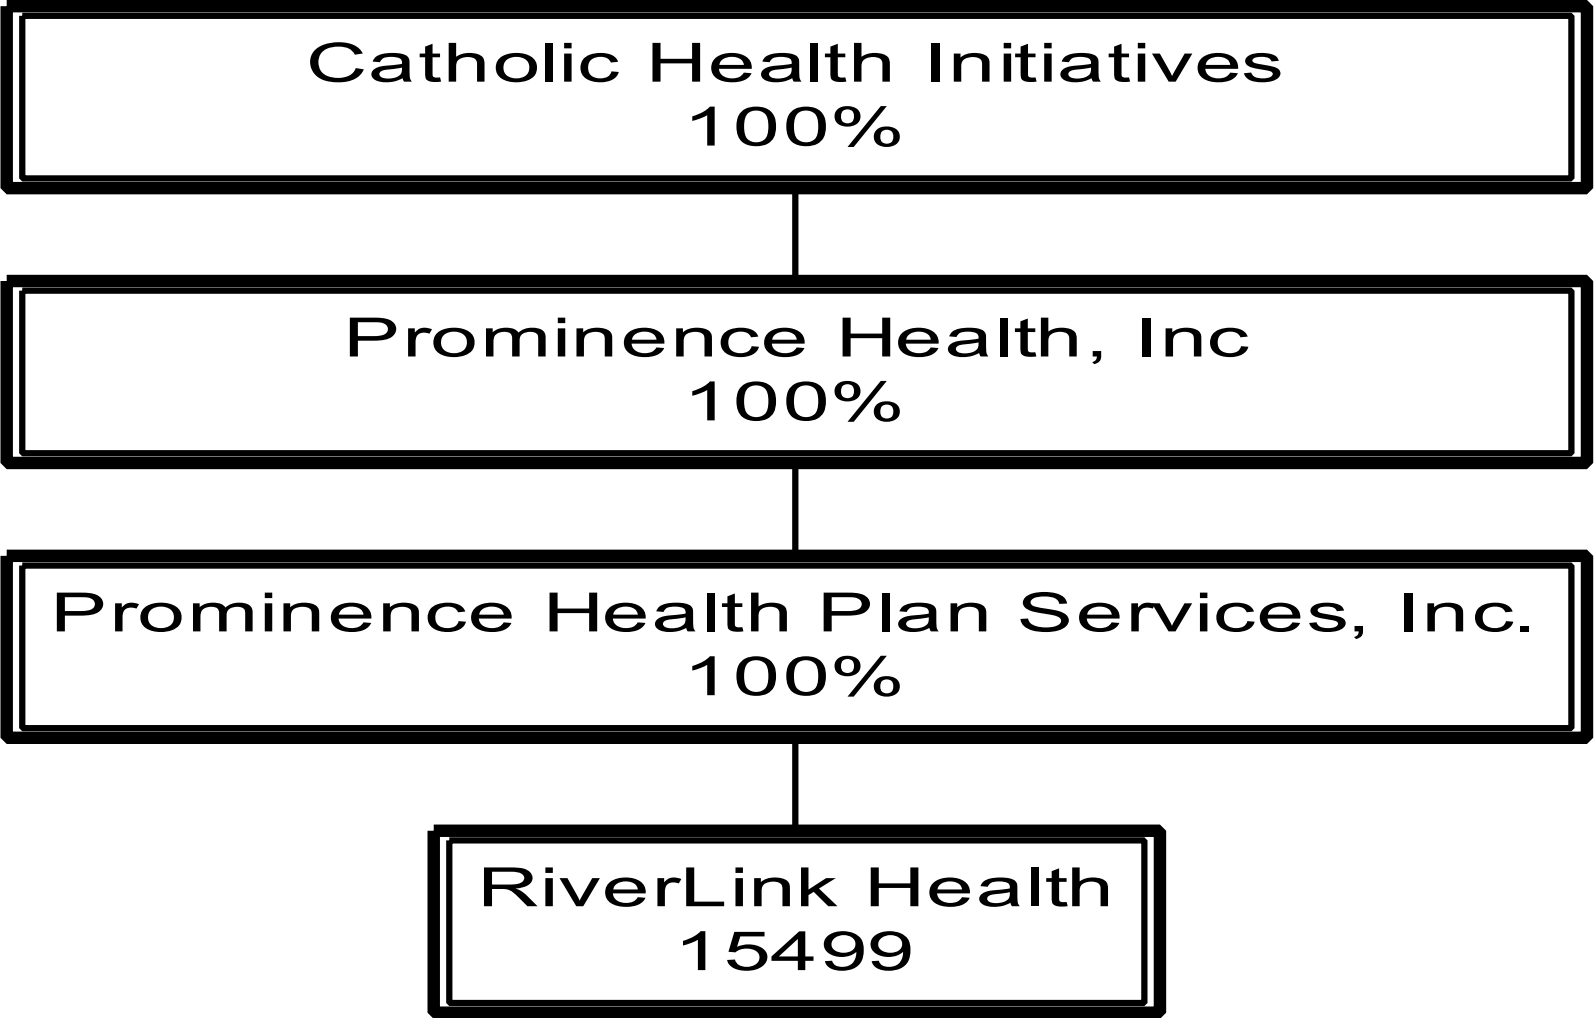 Catholic Health Initiatives
100%
Prominence Health, Inc
100%
Prominence Health Plan Services, Inc.
100%
RiverLink Health
15499